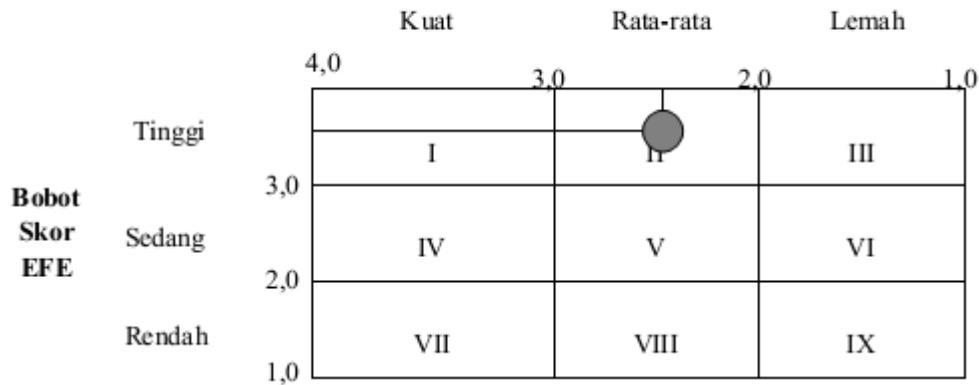 Kuat Rata-rata Lemah
4,0 3,0 2,0 1,0
Tinggi
I II III
3,0
Bobot
Skor
EFE
Sedang
IV V VI
2,0
Rendah
VII VIII IX
1,0